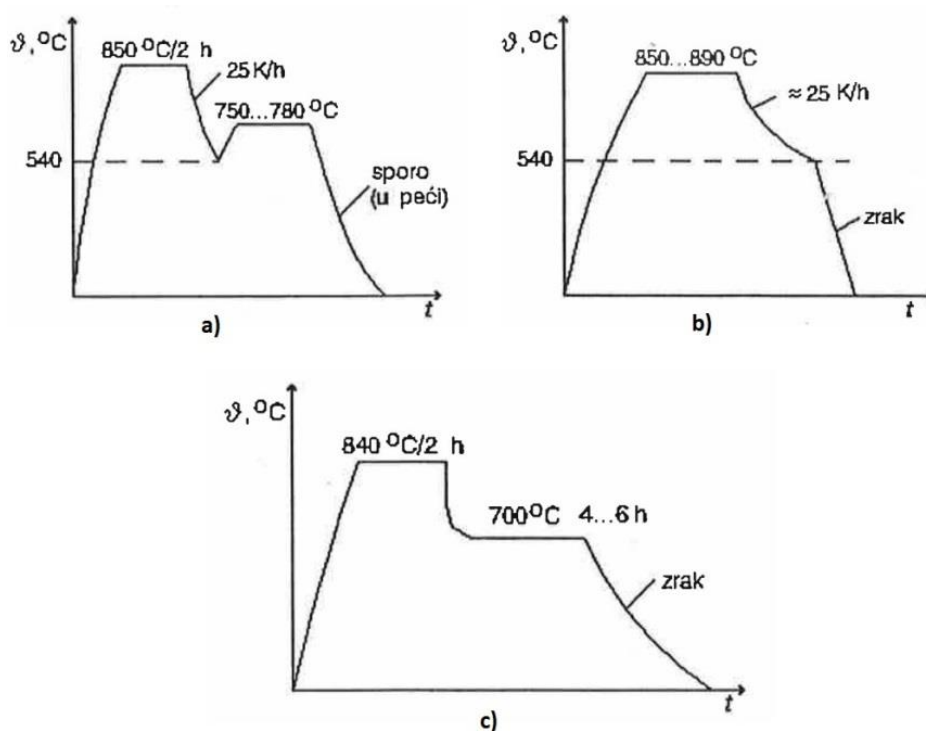 ϑ, °C
850 °C/2 h
25 K/h
750...780 °C
540
sporo
(u peći)
t
a)
ϑ, °C
850...890 °C
≈ 25 K/h
540
zrak
t
b)
ϑ, °C
840 °C/2 h
700°C 4...6 h
zrak
t
c)